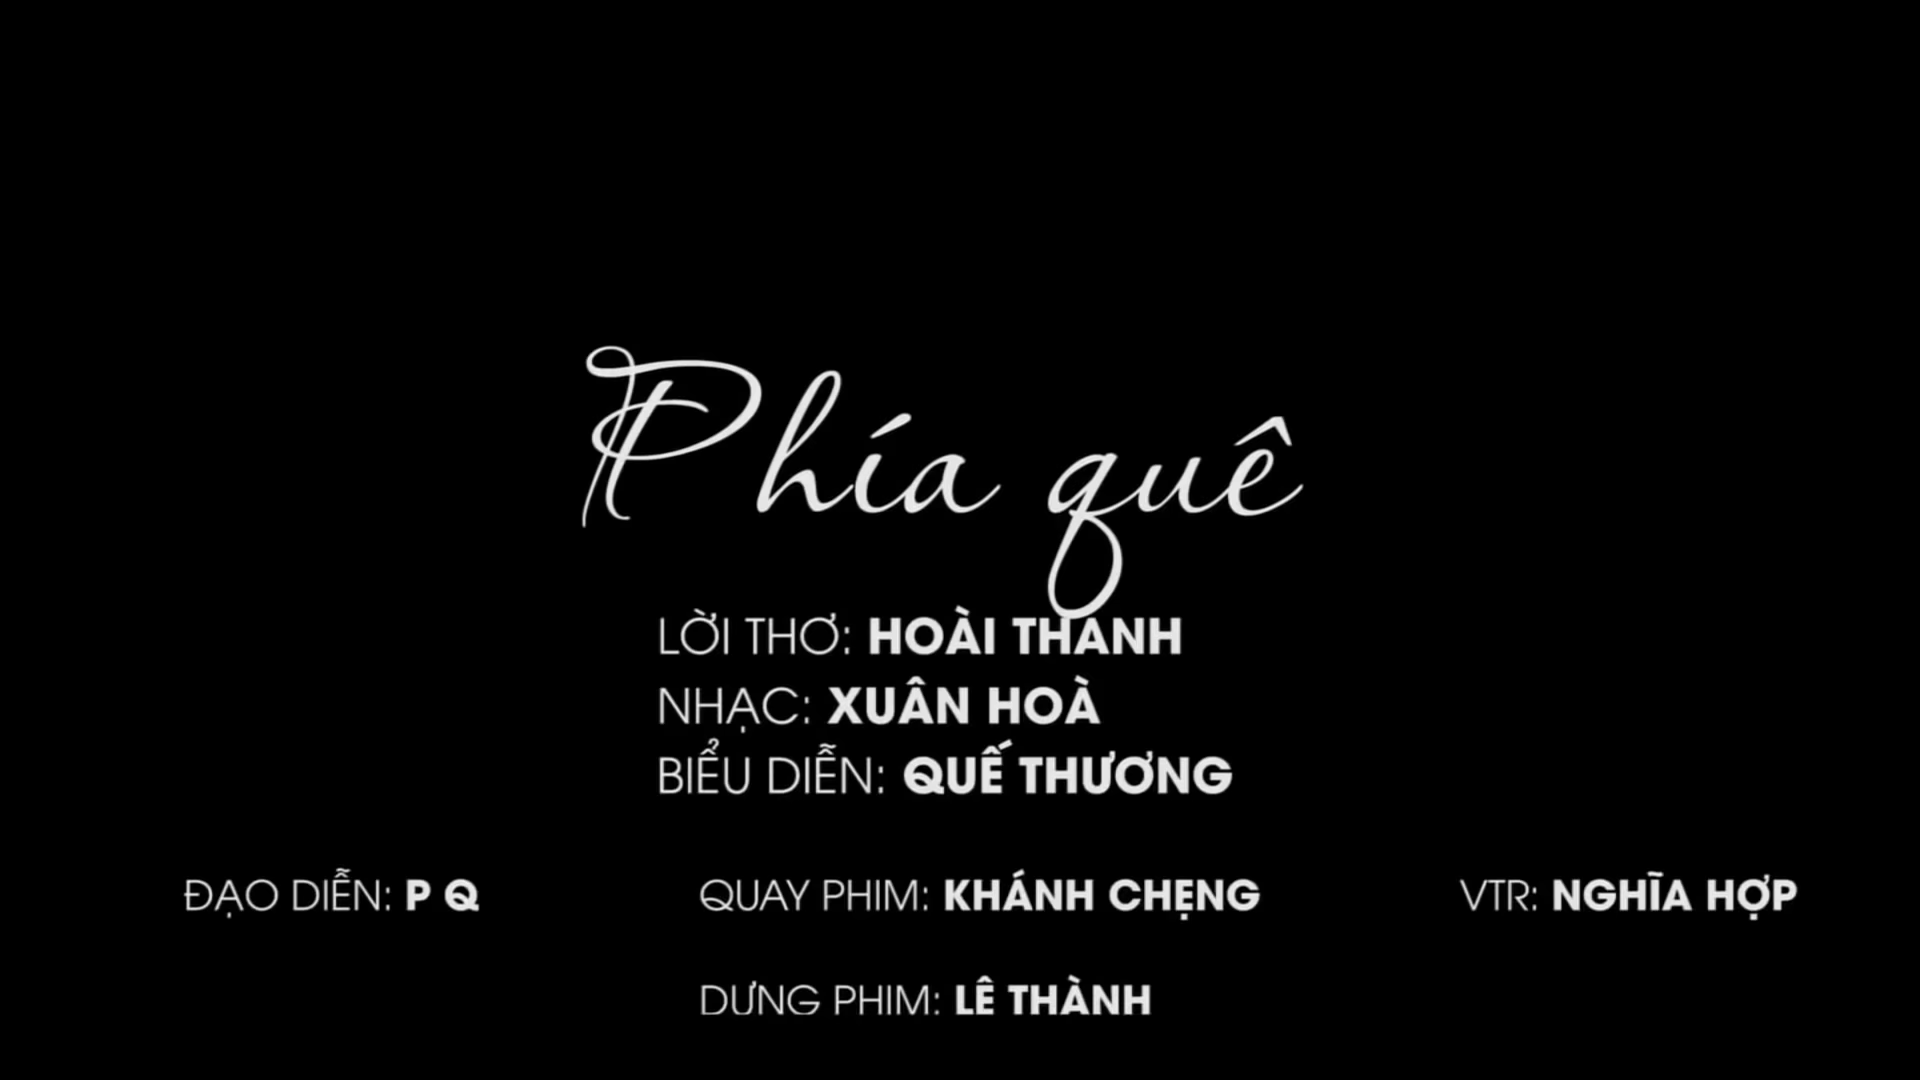 Phía quê
LỜI THƠ: HOÀI THANH
NHẠC: XUÂN HOÀ
BIỂU DIỄN: QUẾ THƯƠNG
ĐẠO DIỄN: P Q
QUAY PHIM: KHÁNH CHẸNG
VTR: NGHĨA HỢP
DƯNG PHIM: LÊ THÀNH